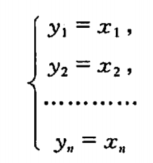 y₁ = x₁ ,
y₂ = x₂ ,
…………
yₙ = xₙ